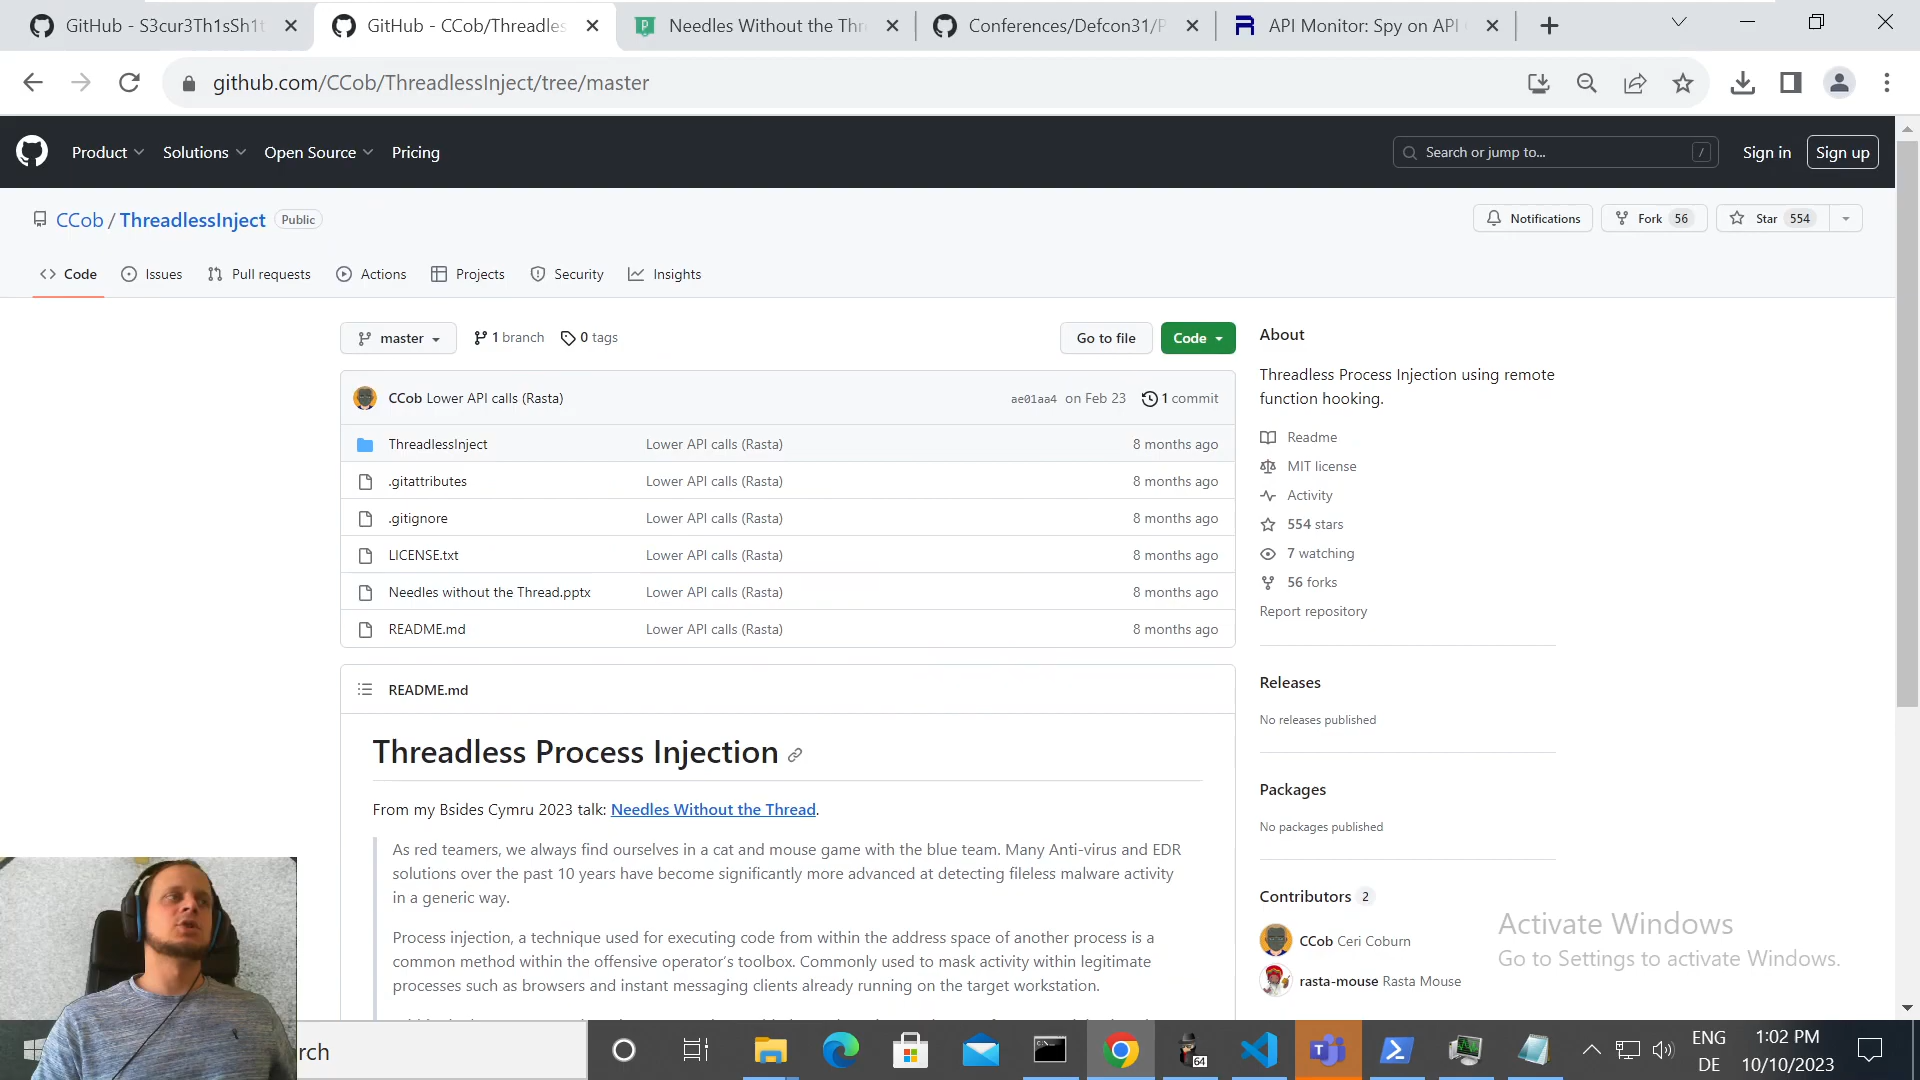 GitHub - S3cur3Th1sSh1t
GitHub - CCob/Threadles
Needles Without the Thr
Conferences/Defcon31/P
API Monitor: Spy on API
github.com/CCob/ThreadlessInject/tree/master
Product
Solutions
Open Source
Pricing
Search or jump to...
/
Sign in
Sign up
CCob / ThreadlessInject
Public
Notifications
Fork 56
Star 554
Code
Issues
Pull requests
Actions
Projects
Security
Insights
master
1 branch
0 tags
Go to file
Code
CCob Lower API calls (Rasta)
ae01aa4 on Feb 23
1 commit
ThreadlessInject Lower API calls (Rasta) 8 months ago
.gitattributes Lower API calls (Rasta) 8 months ago
.gitignore Lower API calls (Rasta) 8 months ago
LICENSE.txt Lower API calls (Rasta) 8 months ago
Needles without the Thread.pptx Lower API calls (Rasta) 8 months ago
README.md Lower API calls (Rasta) 8 months ago
README.md
Threadless Process Injection
From my Bsides Cymru 2023 talk: Needles Without the Thread.
As red teamers, we always find ourselves in a cat and mouse game with the blue team. Many Anti-virus and EDR
solutions over the past 10 years have become significantly more advanced at detecting fileless malware activity
in a generic way.
Process injection, a technique used for executing code from within the address space of another process is a
common method within the offensive operator's toolbox. Commonly used to mask activity within legitimate
processes such as browsers and instant messaging clients already running on the target workstation.
About
Threadless Process Injection using remote
function hooking.
Readme
MIT license
Activity
554 stars
7 watching
56 forks
Report repository
Releases
No releases published
Packages
No packages published
Contributors 2
CCob Ceri Coburn
rasta-mouse Rasta Mouse
Activate Windows
Go to Settings to activate Windows.
rch
64
ENG
DE
1:02 PM
10/10/2023